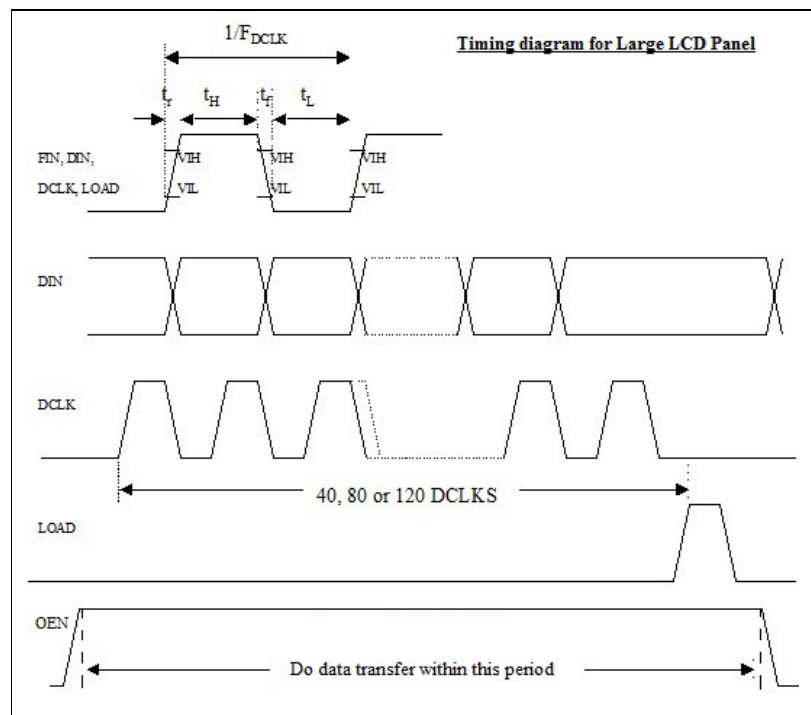 1/FDCLK
Timing diagram for Large LCD Panel
tr tH tf tL
FIN, DIN, VIH VIH VIH
DCLK, LOAD VIL VIL VIL
DIN
DCLK
40, 80 or 120 DCLKS
LOAD
OEN
Do data transfer within this period